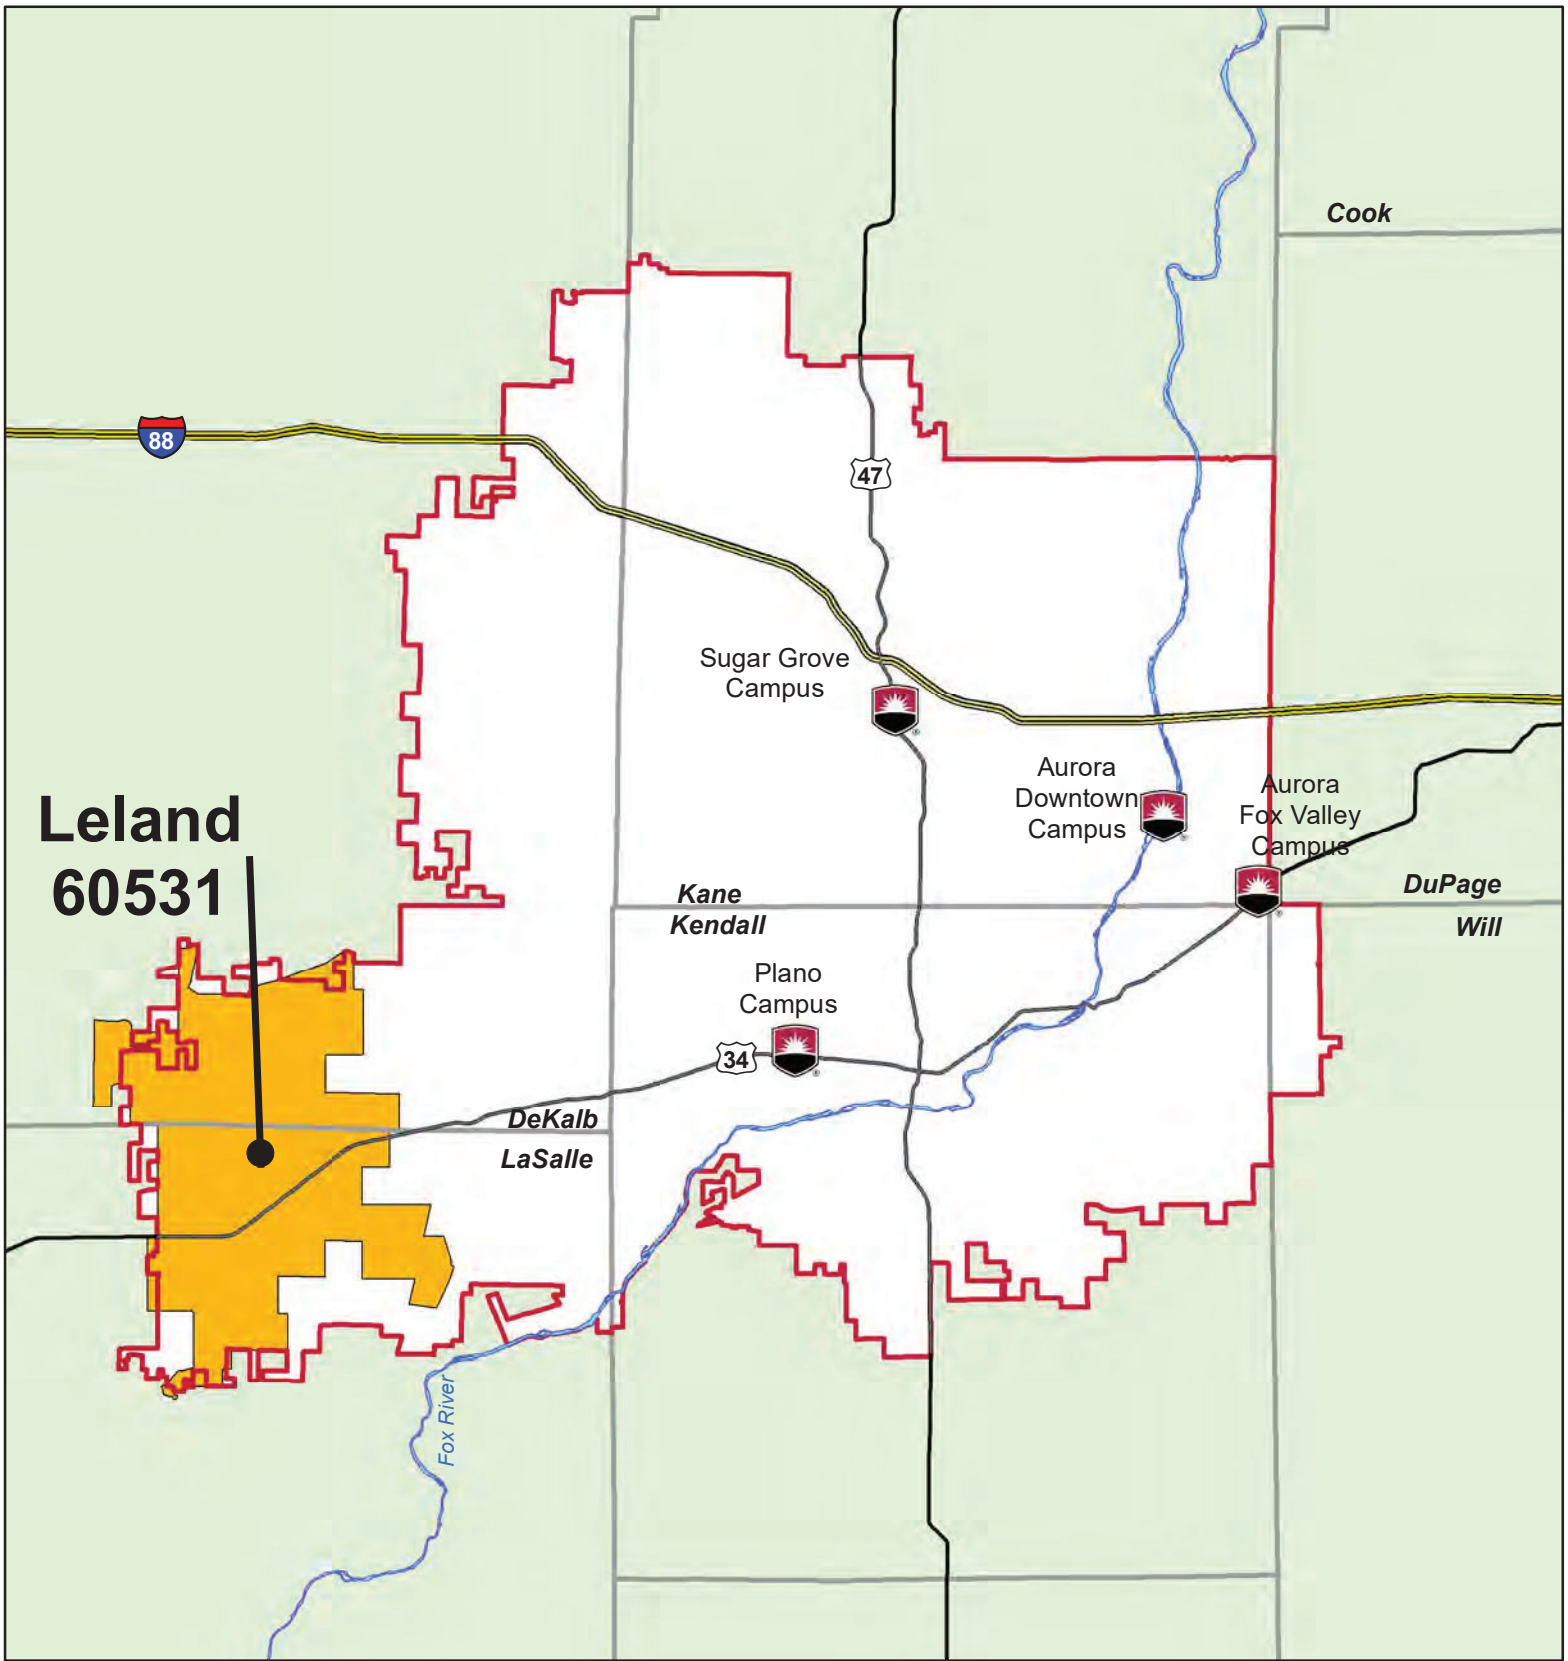 Cook
88
47
Sugar Grove
Campus
Aurora
Downtown
Campus
Aurora
Fox Valley
Campus
Leland
60531
Kane
Kendall
DuPage
Will
Plano
Campus
34
DeKalb
LaSalle
Fox River